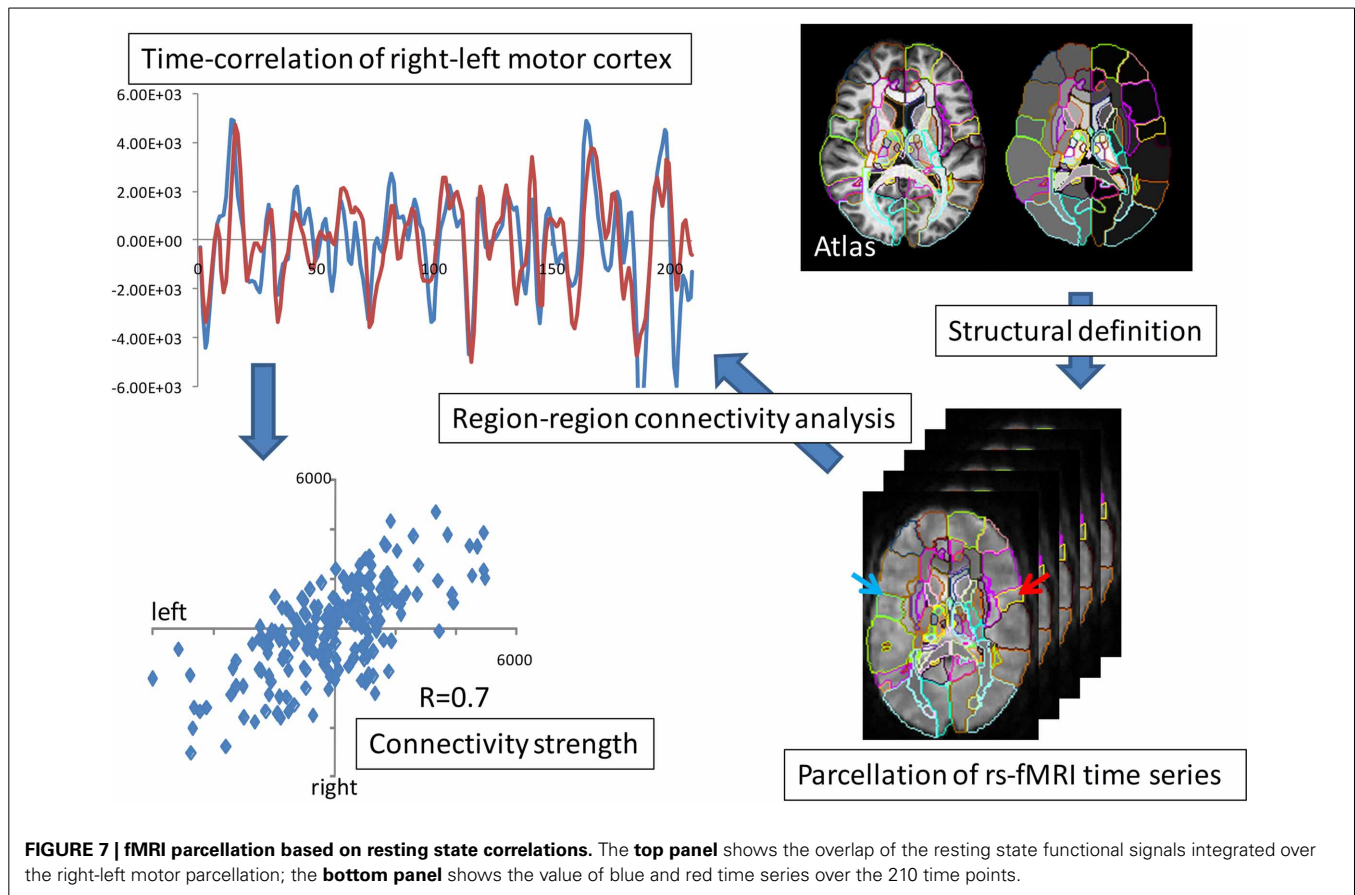 Time-correlation of right-left motor cortex
6.00E+03
4.00E+03
2.00E+03
0.00E+00
-2.00E+03
-4.00E+03
-6.00E+03
0
50
100
150
200
Atlas
Structural definition
Region-region connectivity analysis
6000
left
6000
R=0.7
Connectivity strength
right
Parcellation of rs-fMRI time series
FIGURE 7 | fMRI parcellation based on resting state correlations. The top panel shows the overlap of the resting state functional signals integrated over
the right-left motor parcellation; the bottom panel shows the value of blue and red time series over the 210 time points.